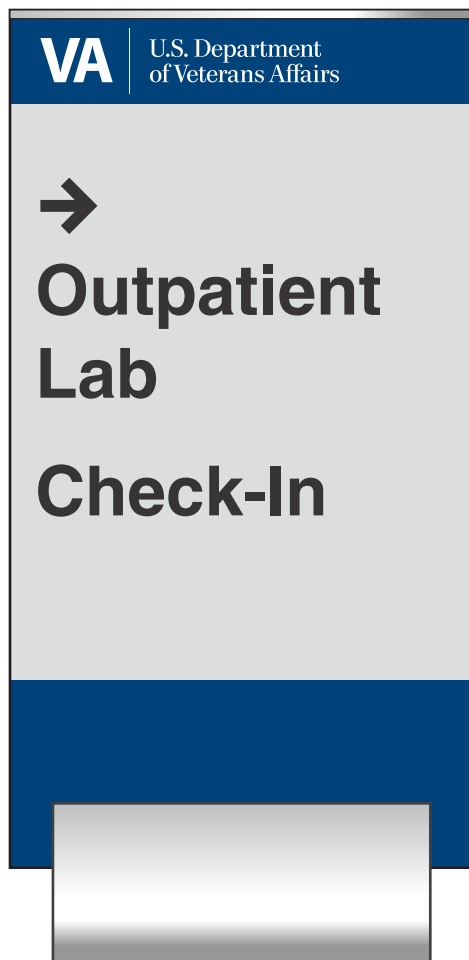 VA
U.S. Department
of Veterans Affairs
→
Outpatient
Lab
Check-In